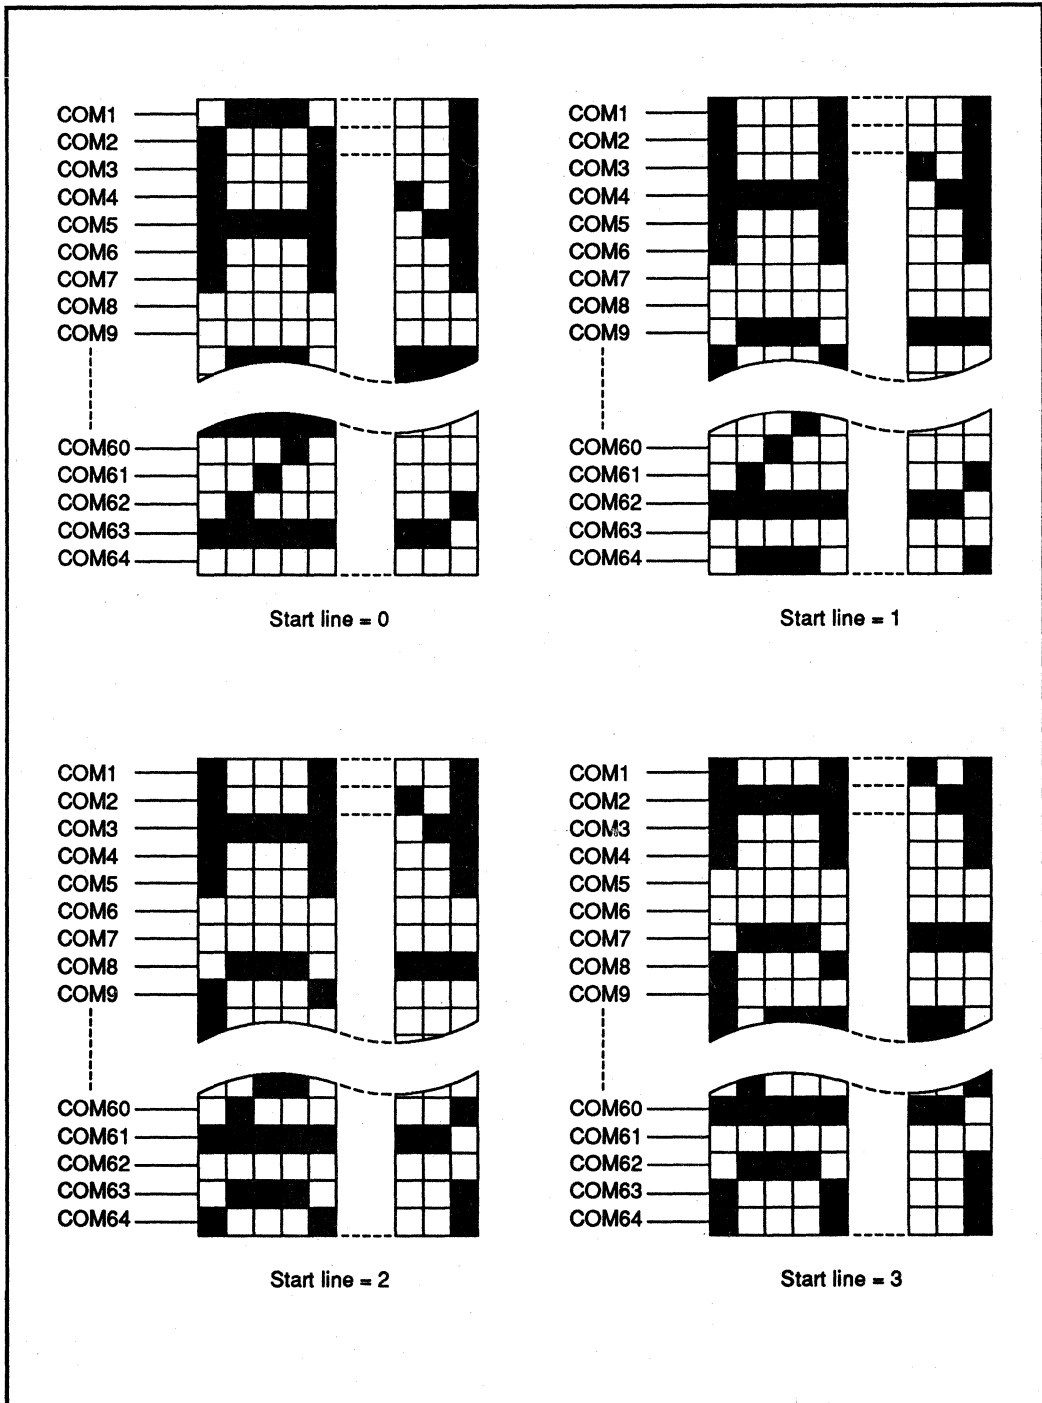 COM1
COM2
COM3
COM4
COM5
COM6
COM7
COM8
COM9
COM60
COM61
COM62
COM63
COM64
Start line = 0
COM1
COM2
COM3
COM4
COM5
COM6
COM7
COM8
COM9
COM60
COM61
COM62
COM63
COM64
Start line = 1
COM1
COM2
COM3
COM4
COM5
COM6
COM7
COM8
COM9
COM60
COM61
COM62
COM63
COM64
Start line = 2
COM1
COM2
COM3
COM4
COM5
COM6
COM7
COM8
COM9
COM60
COM61
COM62
COM63
COM64
Start line = 3